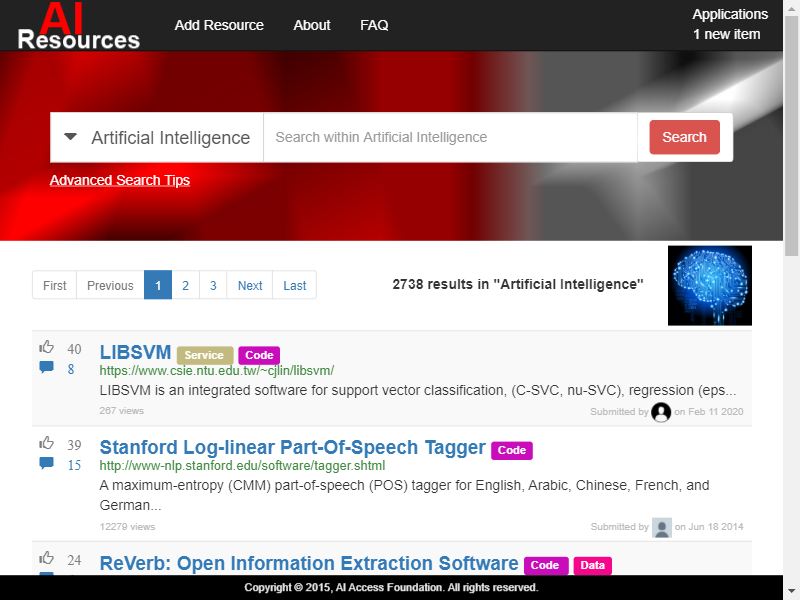 AI
Resources
Add Resource
About
FAQ
Applications
1 new item
Artificial Intelligence
Search within Artificial Intelligence
Search
Advanced Search Tips
First
Previous
1
2
3
Next
Last
2738 results in "Artificial Intelligence"
40
LIBSVM Service Code
8
https://www.csie.ntu.edu.tw/~cjlin/libsvm/
LIBSVM is an integrated software for support vector classification, (C-SVC, nu-SVC), regression (eps...
267 views
Submitted by on Feb 11 2020
39
Stanford Log-linear Part-Of-Speech Tagger Code
15
http://www-nlp.stanford.edu/software/tagger.shtml
A maximum-entropy (CMM) part-of-speech (POS) tagger for English, Arabic, Chinese, French, and
German...
12279 views
Submitted by on Jun 18 2014
24
ReVerb: Open Information Extraction Software Code Data
Copyright © 2015, AI Access Foundation. All rights reserved.